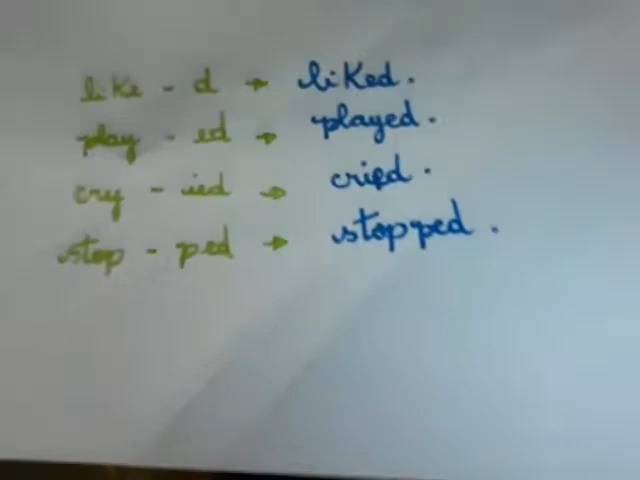 like - d → liked.
play - ed → played.
cry - ied → cried.
stop - ped → stopped.